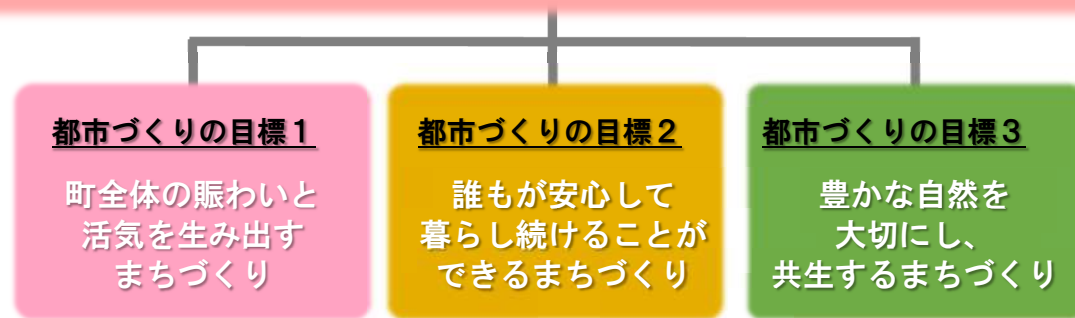 都市づくりの目標１
町全体の賑わいと
活気を生み出す
まちづくり
都市づくりの目標２
誰もが安心して
暮らし続けることが
できるまちづくり
都市づくりの目標３
豊かな自然を
大切にし、
共生するまちづくり